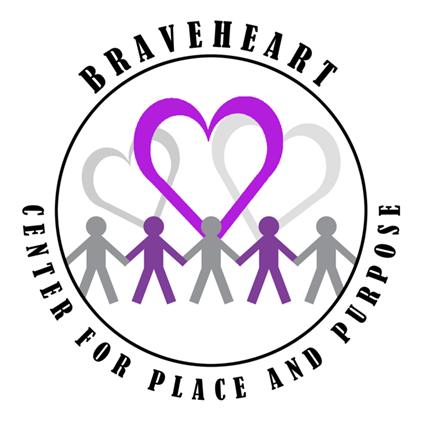 BRAVEHEART
CENTER FOR PLACE AND PURPOSE